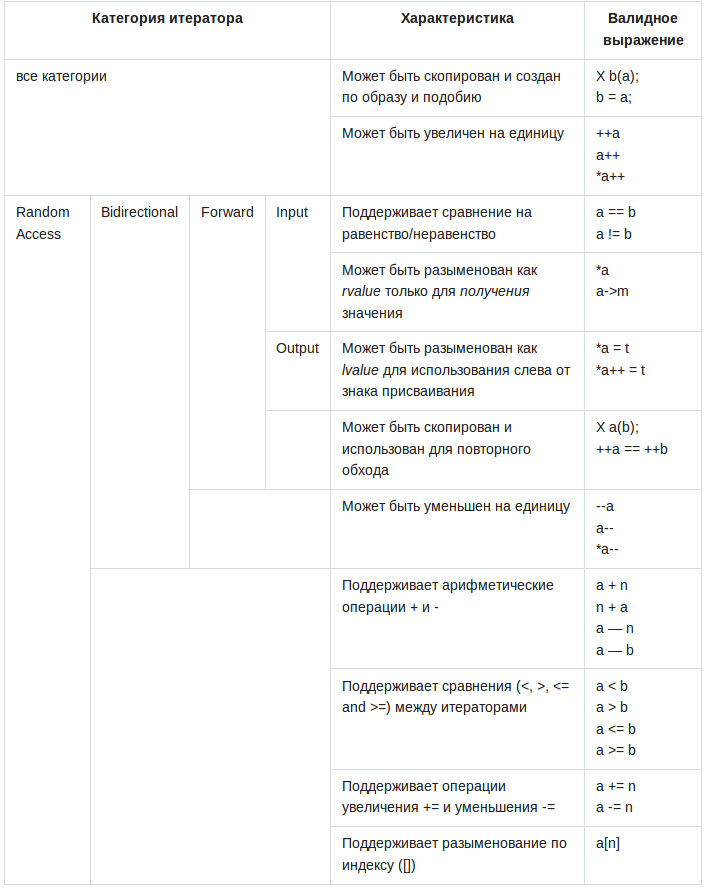 Категория итератора
Характеристика
Валидное
выражение
все категории
Может быть скопирован и создан
по образу и подобию
X b(a);
b = a;
Может быть увеличен на единицу
++a
a++
*a++
Random
Access
Bidirectional
Forward
Input
Поддерживает сравнение на
равенство/неравенство
a == b
a != b
Может быть разыменован как
rvalue только для получения
значения
*a
a->m
Output
Может быть разыменован как
lvalue для использования слева от
знака присваивания
*a = t
*a++ = t
Может быть скопирован и
использован для повторного
обхода
X a(b);
++a == ++b
Может быть уменьшен на единицу
--a
a--
*a--
Поддерживает арифметические
операции + и -
a + n
n + a
a — n
a — b
Поддерживает сравнения (<, >, <=
and >=) между итераторами
a < b
a > b
a <= b
a >= b
Поддерживает операции
увеличения += и уменьшения -=
a += n
a -= n
Поддерживает разыменование по
индексу ([])
a[n]